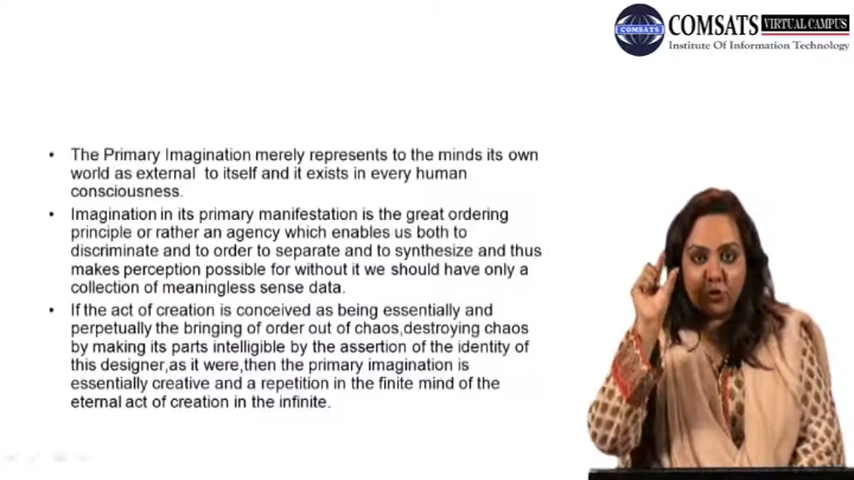 COMSATS
COMSATS VIRTUAL CAMPUS
Institute Of Information Technology
• The Primary Imagination merely represents to the minds its own
world as external to itself and it exists in every human
consciousness.
• Imagination in its primary manifestation is the great ordering
principle or rather an agency which enables us both to
discriminate and to order to separate and to synthesize and thus
makes perception possible for without it we should have only a
collection of meaningless sense data.
• If the act of creation is conceived as being essentially and
perpetually the bringing of order out of chaos,destroying chaos
by making its parts intelligible by the assertion of the identity of
this designer,as it were,then the primary imagination is
essentially creative and a repetition in the finite mind of the
eternal act of creation in the infinite.